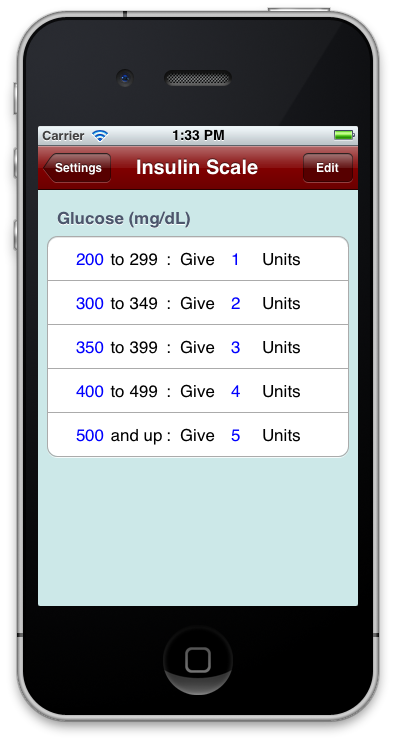 Carrier 1:33 PM
Settings Insulin Scale Edit
Glucose (mg/dL)
200 to 299 : Give 1 Units
300 to 349 : Give 2 Units
350 to 399 : Give 3 Units
400 to 499 : Give 4 Units
500 and up : Give 5 Units